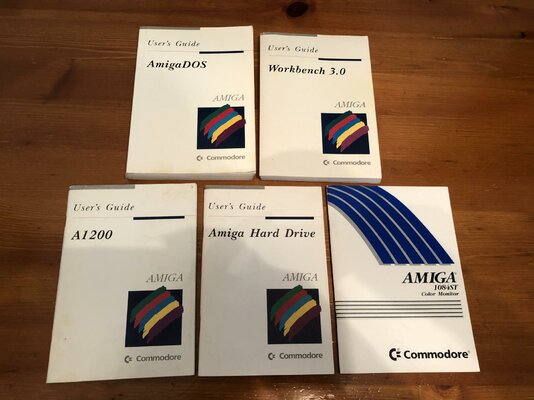 User's Guide
AmigaDOS
AMIGA
Commodore
User's Guide
Workbench 3.0
AMIGA
Commodore
User's Guide
A1200
AMIGA
Commodore
User's Guide
Amiga Hard Drive
AMIGA
Commodore
AMIGA®
1084ST
Color Monitor
Commodore®